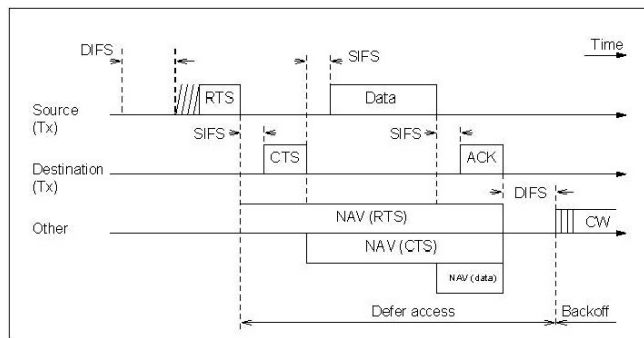 DIFS
SIFS
Time
RTS
Data
Source
(Tx)
SIFS
SIFS
CTS
ACK
Destination
(Tx)
DIFS
NAV (RTS)
Other
CW
NAV (CTS)
NAV (data)
Defer access
Backoff